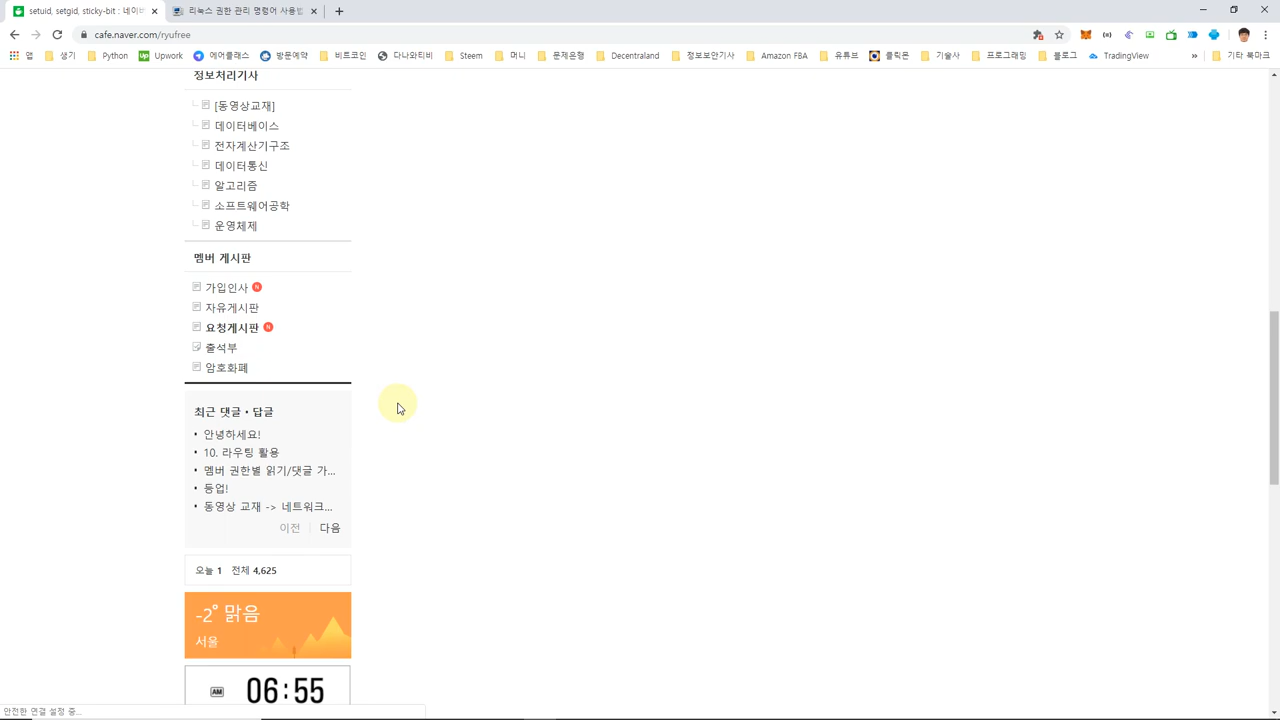 setuid, setgid, sticky-bit : 네이버
리눅스 권한 관리 명령어 사용법
cafe.naver.com/ryufree
앱
생기
Python
Up Upwork
에어클래스
방문예약
비트코인
다나와티비
Steem
머니
문제은행
Decentraland
정보보안기사
Amazon FBA
유튜브
클릭몬
기술사
프로그래밍
블로그
TradingView
»
기타 북마크
정보처리기사
[동영상교재]
데이터베이스
전자계산기구조
데이터통신
알고리즘
소프트웨어공학
운영체제
멤버 게시판
가입인사 N
자유게시판
요청게시판 N
출석부
암호화폐
최근 댓글・답글
• 안녕하세요!
• 10. 라우팅 활용
• 멤버 권한별 읽기/댓글 가...
• 등업!
• 동영상 교재 -> 네트워크...
이전 | 다음
오늘 1 전체 4,625
-2° 맑음
서울
AM 06:55
안전한 연결 설정 중...